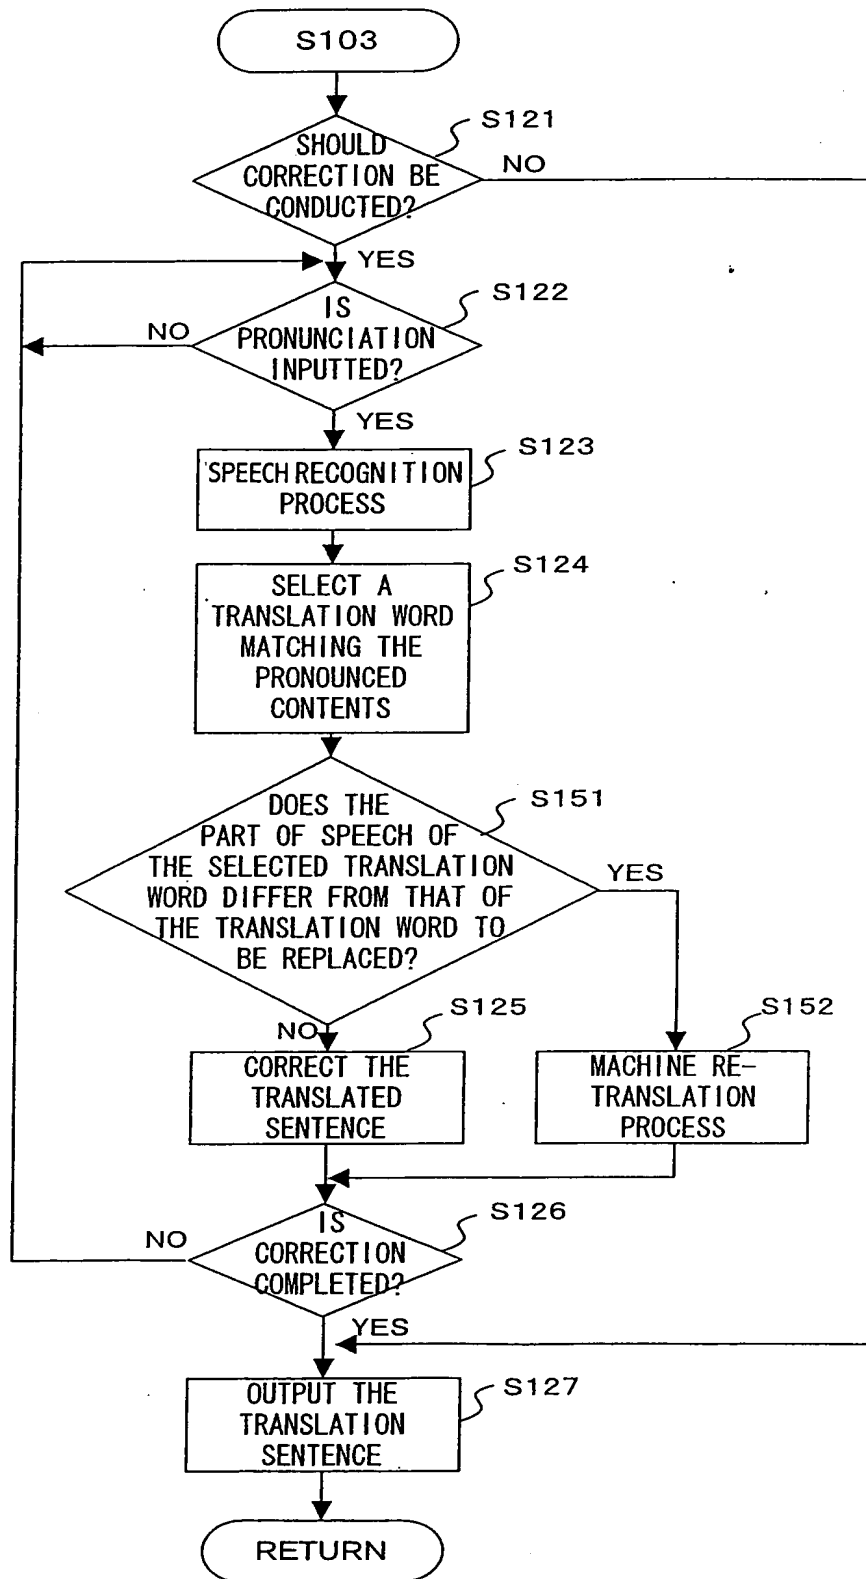 S103
S121
SHOULD
CORRECTION BE
CONDUCTED?
NO
YES
S122
IS
PRONUNCIATION
INPUTTED?
NO
YES
S123
SPEECH RECOGNITION
PROCESS
S124
SELECT A
TRANSLATION WORD
MATCHING THE
PRONOUNCED
CONTENTS
S151
DOES THE
PART OF SPEECH OF
THE SELECTED TRANSLATION
WORD DIFFER FROM THAT OF
THE TRANSLATION WORD TO
BE REPLACED?
YES
NO
S125
CORRECT THE
TRANSLATED
SENTENCE
S152
MACHINE RE-
TRANSLATION
PROCESS
S126
IS
CORRECTION
COMPLETED?
NO
YES
S127
OUTPUT THE
TRANSLATION
SENTENCE
RETURN